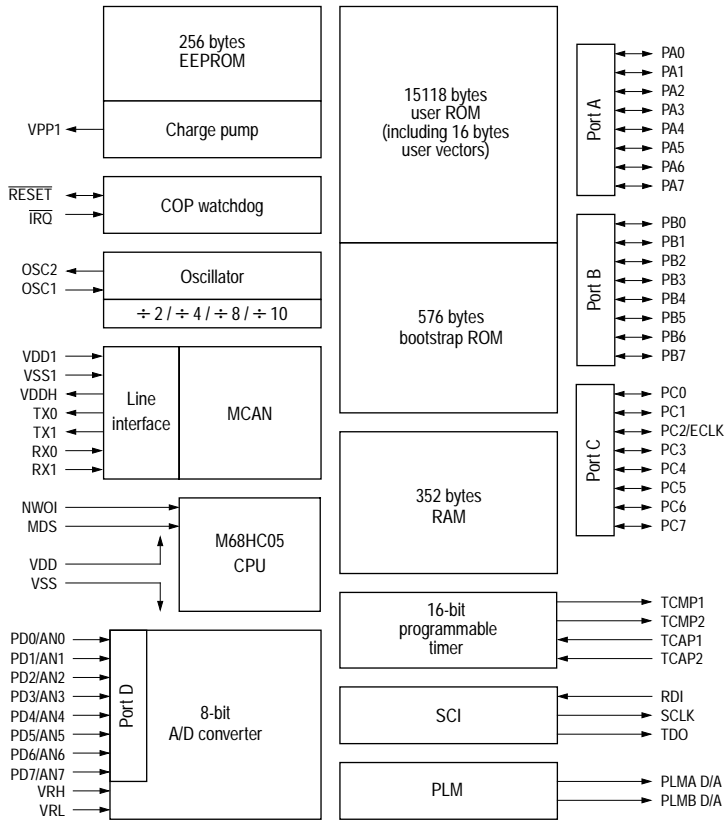 256 bytes
EEPROM
VPP1
Charge pump
RESET
IRQ
COP watchdog
OSC2
OSC1
Oscillator
÷ 2 / ÷ 4 / ÷ 8 / ÷ 10
VDD1
VSS1
VDDH
TX0
TX1
RX0
RX1
Line
interface
MCAN
NWOI
MDS
VDD
VSS
M68HC05
CPU
PD0/AN0
PD1/AN1
PD2/AN2
PD3/AN3
PD4/AN4
PD5/AN5
PD6/AN6
PD7/AN7
VRH
VRL
Port D
8-bit
A/D converter
15118 bytes
user ROM
(including 16 bytes
user vectors)
576 bytes
bootstrap ROM
352 bytes
RAM
16-bit
programmable
timer
SCI
PLM
Port A
PA0
PA1
PA2
PA3
PA4
PA5
PA6
PA7
Port B
PB0
PB1
PB2
PB3
PB4
PB5
PB6
PB7
Port C
PC0
PC1
PC2/ECLK
PC3
PC4
PC5
PC6
PC7
TCMP1
TCMP2
TCAP1
TCAP2
RDI
SCLK
TDO
PLMA D/A
PLMB D/A